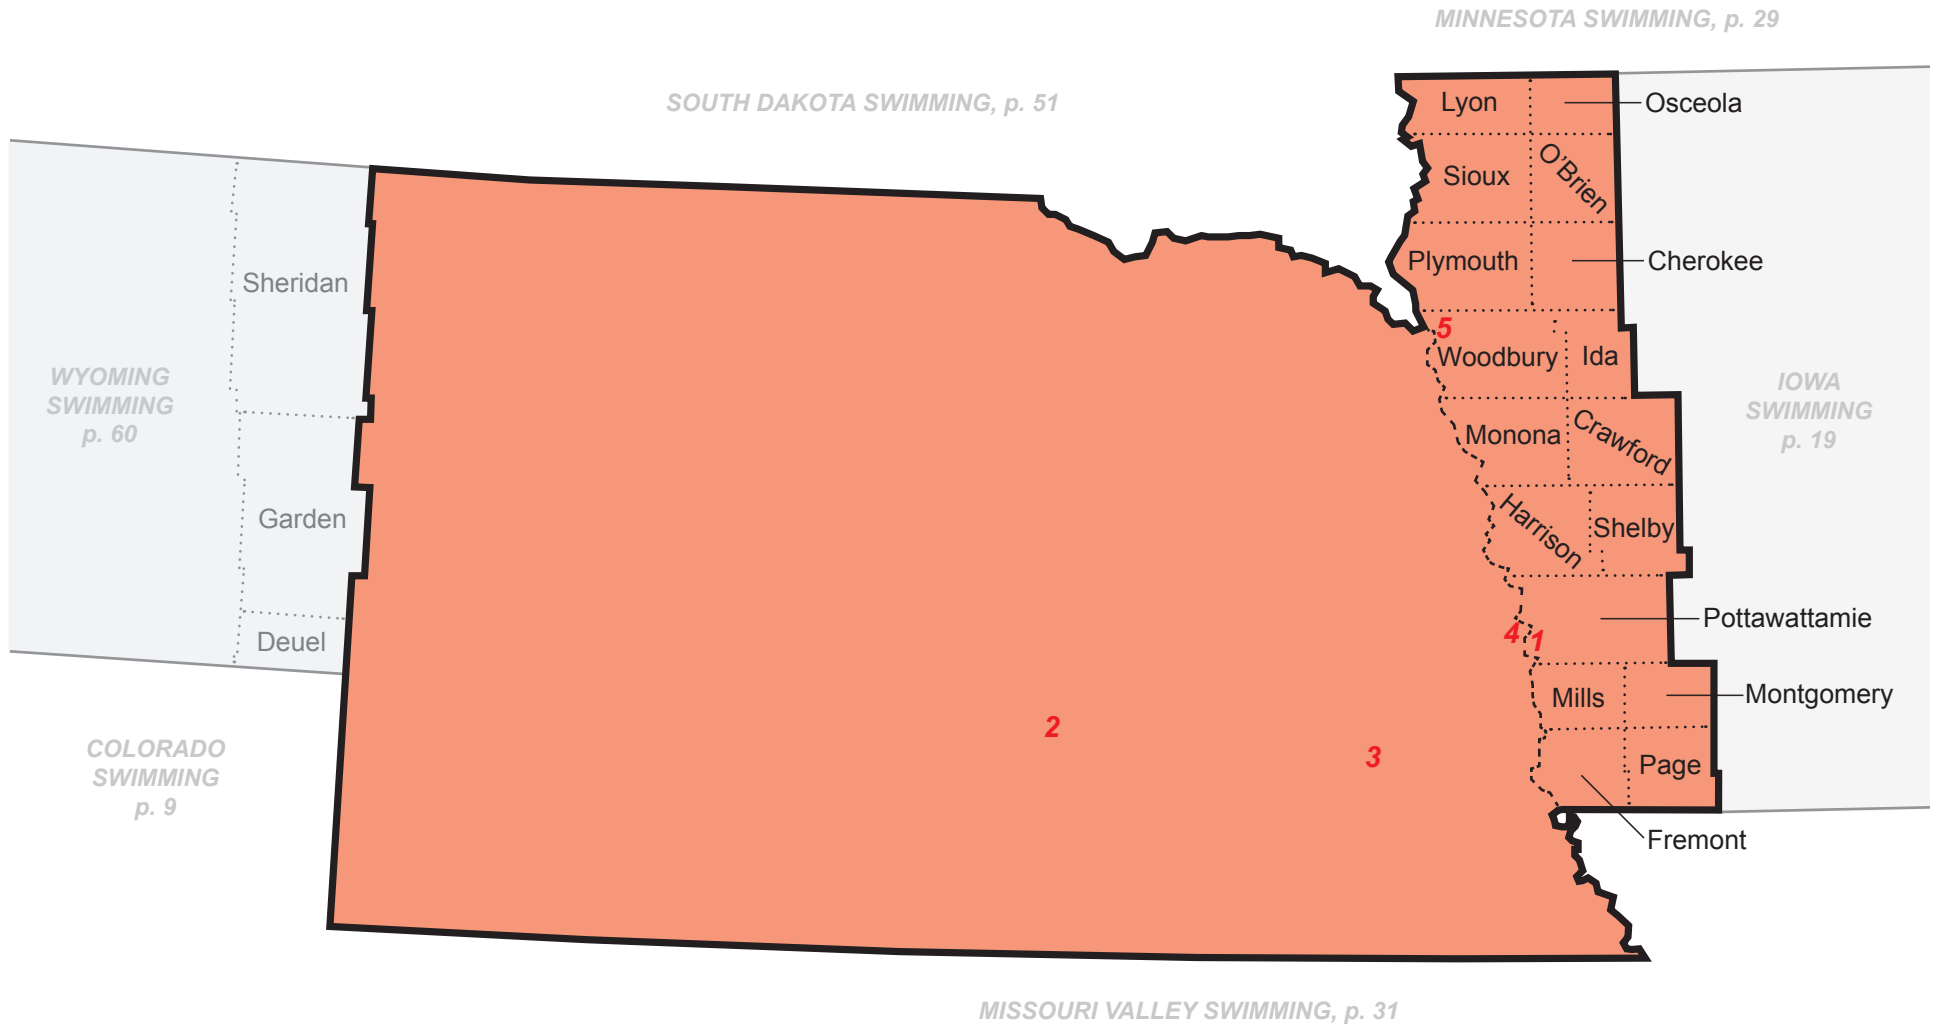 MINNESOTA SWIMMING, p. 29
SOUTH DAKOTA SWIMMING, p. 51
Lyon
Osceola
Sioux
O'Brien
Plymouth
Cherokee
Sheridan
5
Woodbury
Ida
WYOMING
SWIMMING
p. 60
IOWA
SWIMMING
p. 19
Monona
Crawford
Garden
Harrison
Shelby
Deuel
4
1
Pottawattamie
Mills
Montgomery
2
3
COLORADO
SWIMMING
p. 9
Page
Fremont
MISSOURI VALLEY SWIMMING, p. 31